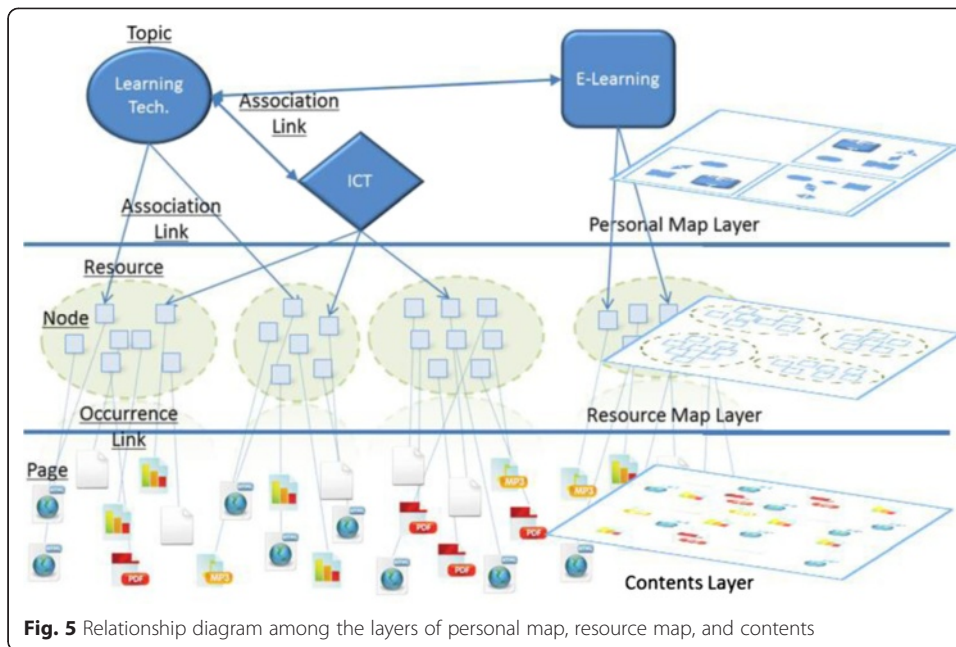 Topic
Learning
Tech.
E-Learning
Association
Link
ICT
Association
Link
Personal Map Layer
Resource
Node
Resource Map Layer
Occurrence
Link
Page
MP3
MP3
PDF
PDF
PDF
MP3
PDF
Contents Layer
Fig. 5 Relationship diagram among the layers of personal map, resource map, and contents